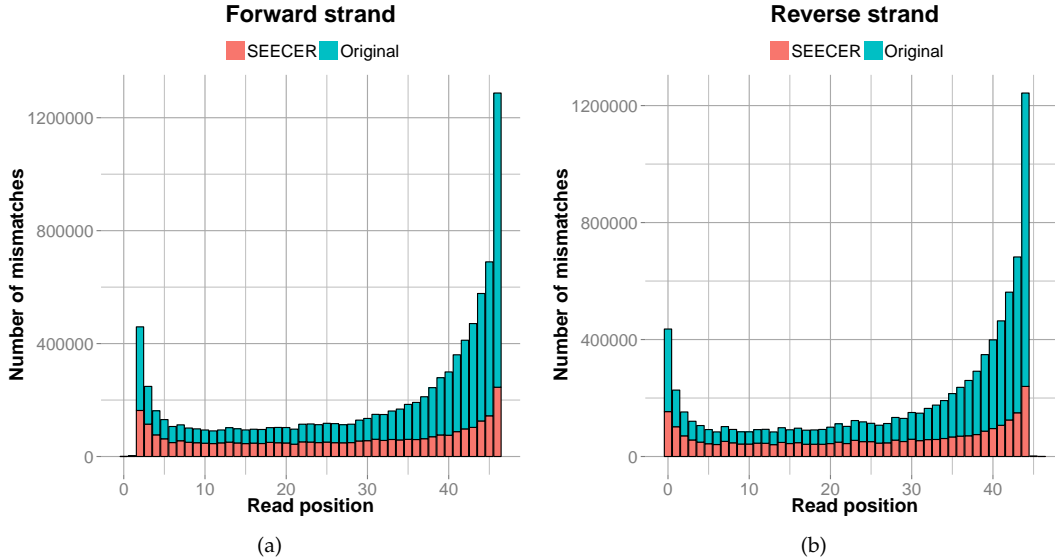 Forward strand
SEECER Original
Number of mismatches
1200000
800000
400000
0
0 10 20 30 40
Read position
(a)
Reverse strand
SEECER Original
Number of mismatches
1200000
800000
400000
0
0 10 20 30 40
Read position
(b)